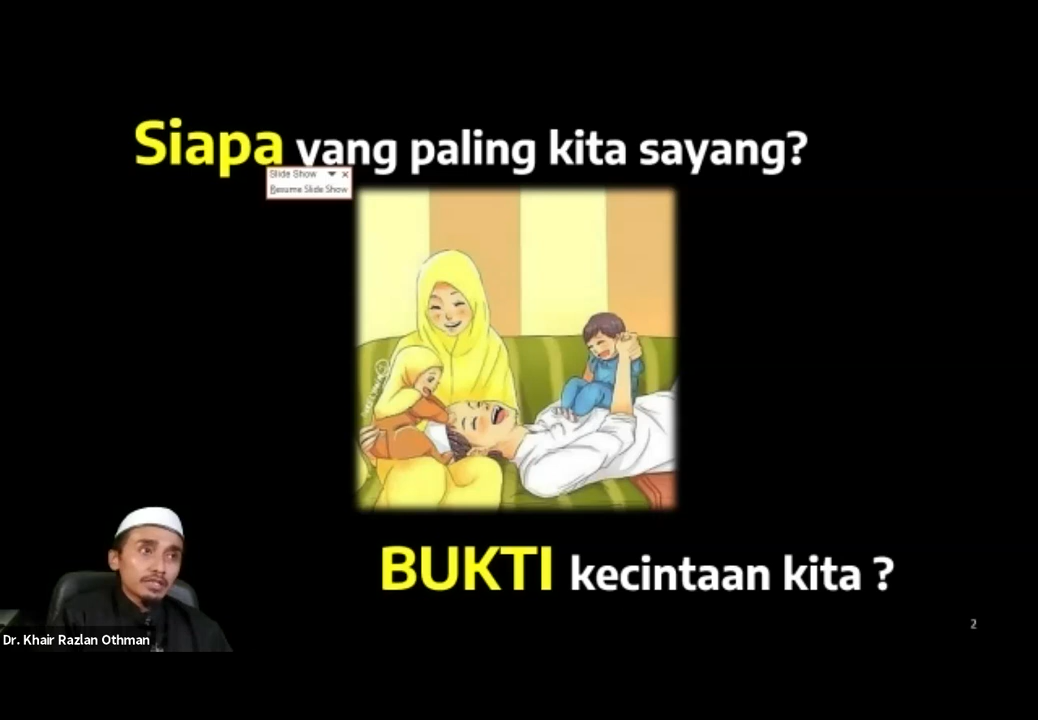 Siapa yang paling kita sayang?
Slide Show
Resume Slide Show
BUKTI kecintaan kita ?
2
Dr. Khair Razlan Othman